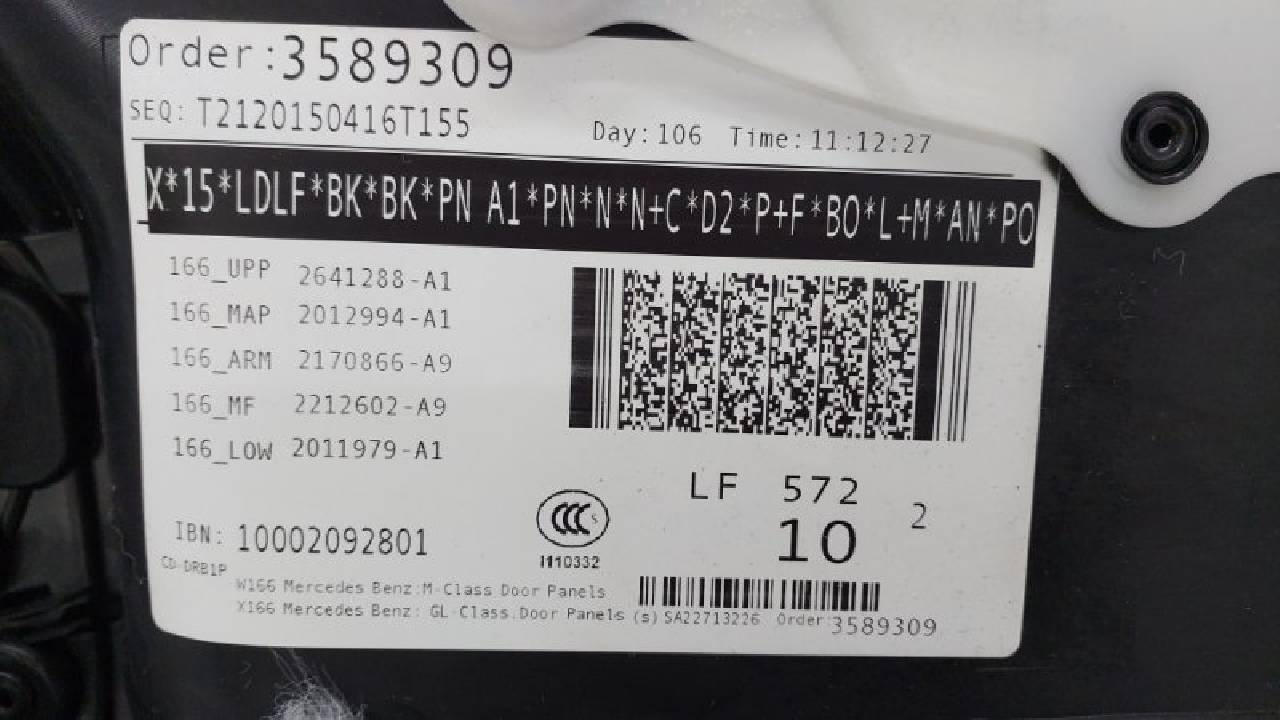 Order:3589309
SEQ: T2120150416T155
Day:106 Time:11:12:27
X*15*LDLF*BK*BK*PN A1*PN*N*N+C*D2*P+F*BO*L+M*AN*PO
166_UPP 2641288-A1
166_MAP 2012994-A1
166_ARM 2170866-A9
166_MF 2212602-A9
166_LOW 2011979-A1
LF 572
10 2
IBN: 10002092801
CCC S
CD-DRB1P
W166 Mercedes Benz:M-Class Door Panels
X166 Mercedes Benz: GL-Class.Door Panels (s) SA22713226 Order:3589309